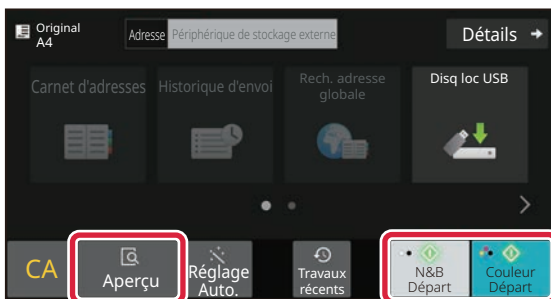 Original
A4
Adresse Périphérique de stockage externe
Détails
Carnet d'adresses
Historique d'envoi
Rech. adresse
globale
Disq loc USB
CA
Aperçu
Réglage
Auto.
Travaux
récents
N&B
Départ
Couleur
Départ